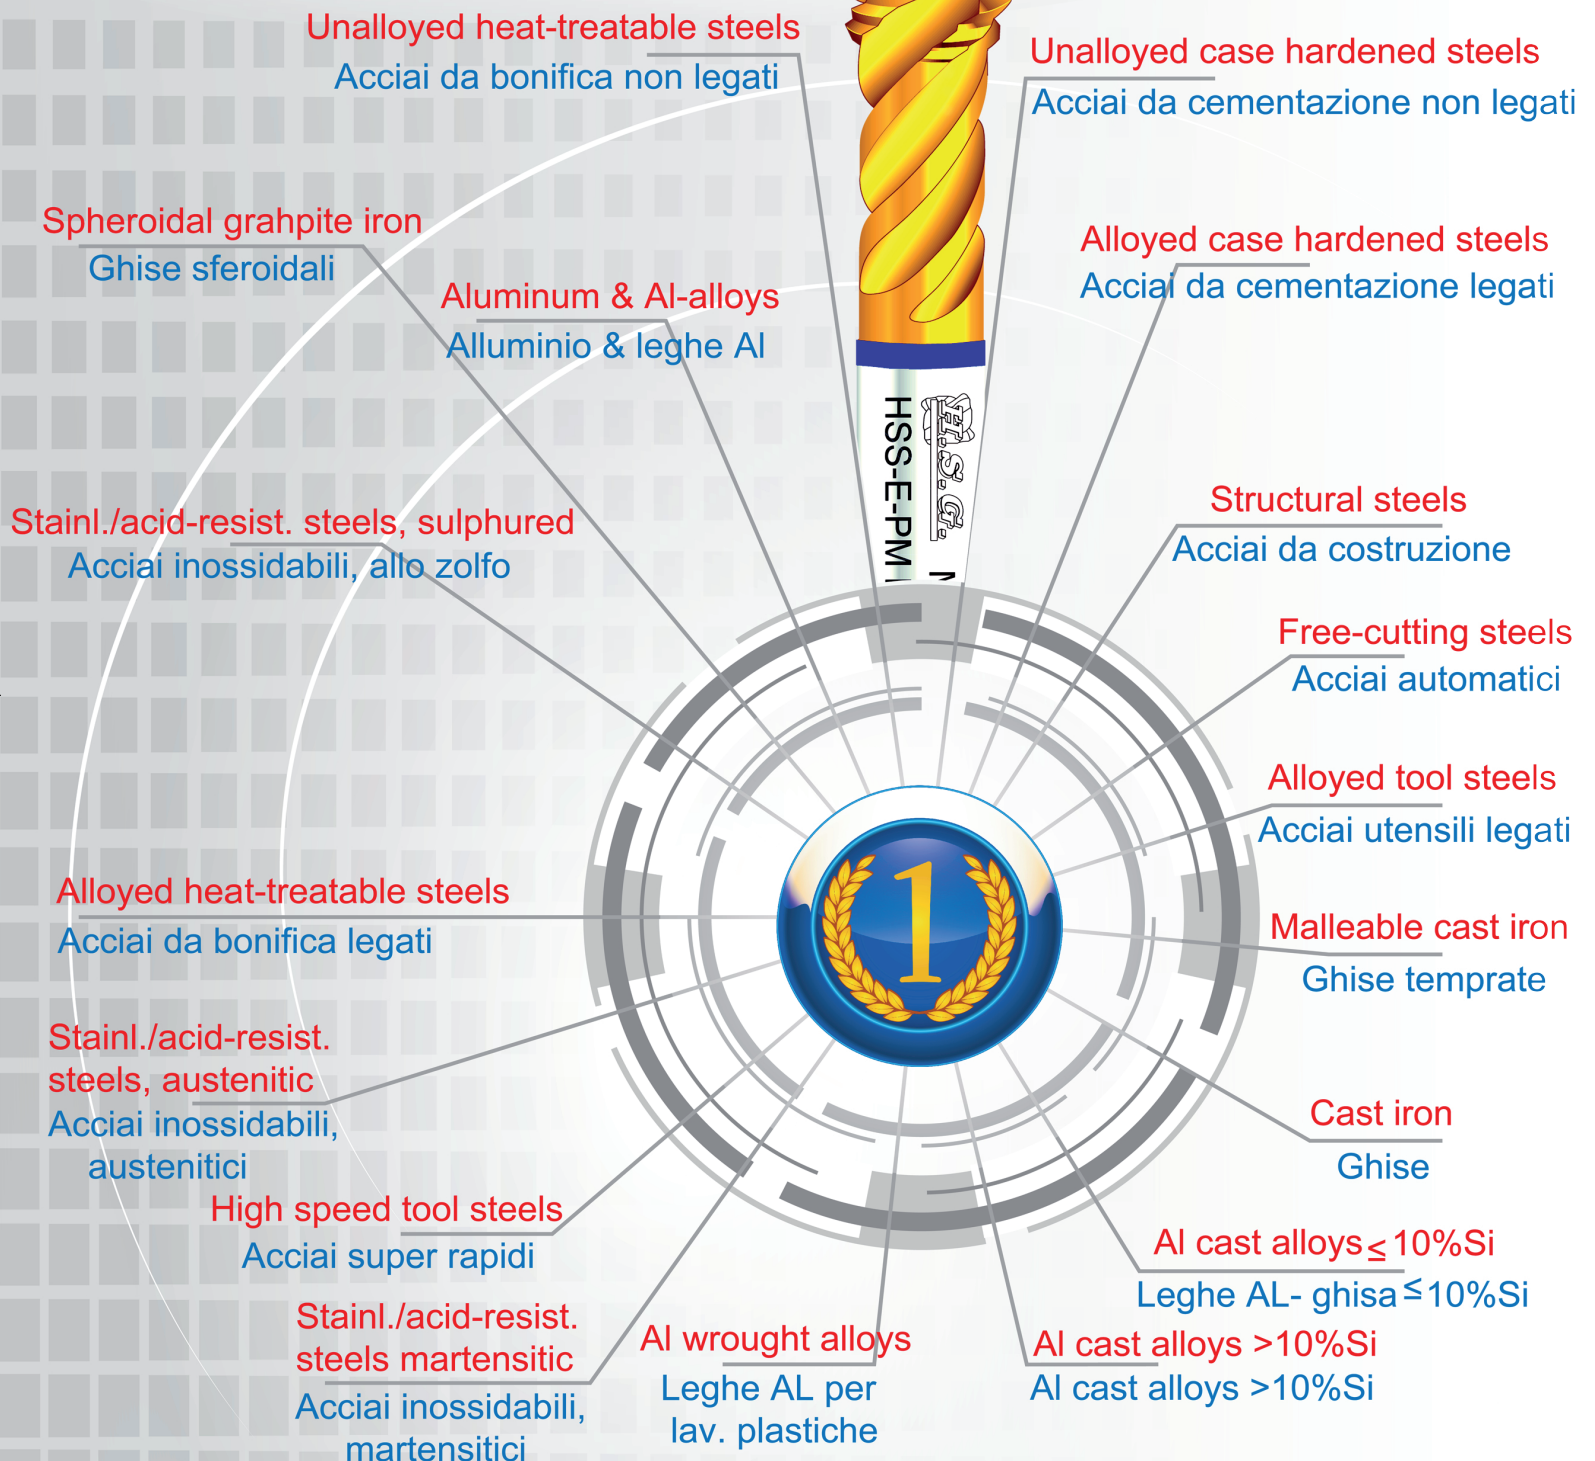 Unalloyed heat-treatable steels
Acciai da bonifica non legati
Unalloyed case hardened steels
Acciai da cementazione non legati
Spheroidal grahpite iron
Ghise sferoidali
Alloyed case hardened steels
Acciai da cementazione legati
Aluminum & Al-alloys
Alluminio & leghe Al
HSS-E-PM
H.S.G.
Stainl./acid-resist. steels, sulphured
Acciai inossidabili, allo zolfo
Structural steels
Acciai da costruzione
Free-cutting steels
Acciai automatici
Alloyed tool steels
Acciai utensili legati
Alloyed heat-treatable steels
Acciai da bonifica legati
1
Malleable cast iron
Ghise temprate
Stainl./acid-resist.
steels, austenitic
Acciai inossidabili,
austenitici
Cast iron
Ghise
High speed tool steels
Acciai super rapidi
Al cast alloys ≤ 10%Si
Leghe AL- ghisa ≤ 10%Si
Stainl./acid-resist.
steels martensitic
Acciai inossidabili,
martensitici
Al wrought alloys
Leghe AL per
lav. plastiche
Al cast alloys >10%Si
Al cast alloys >10%Si